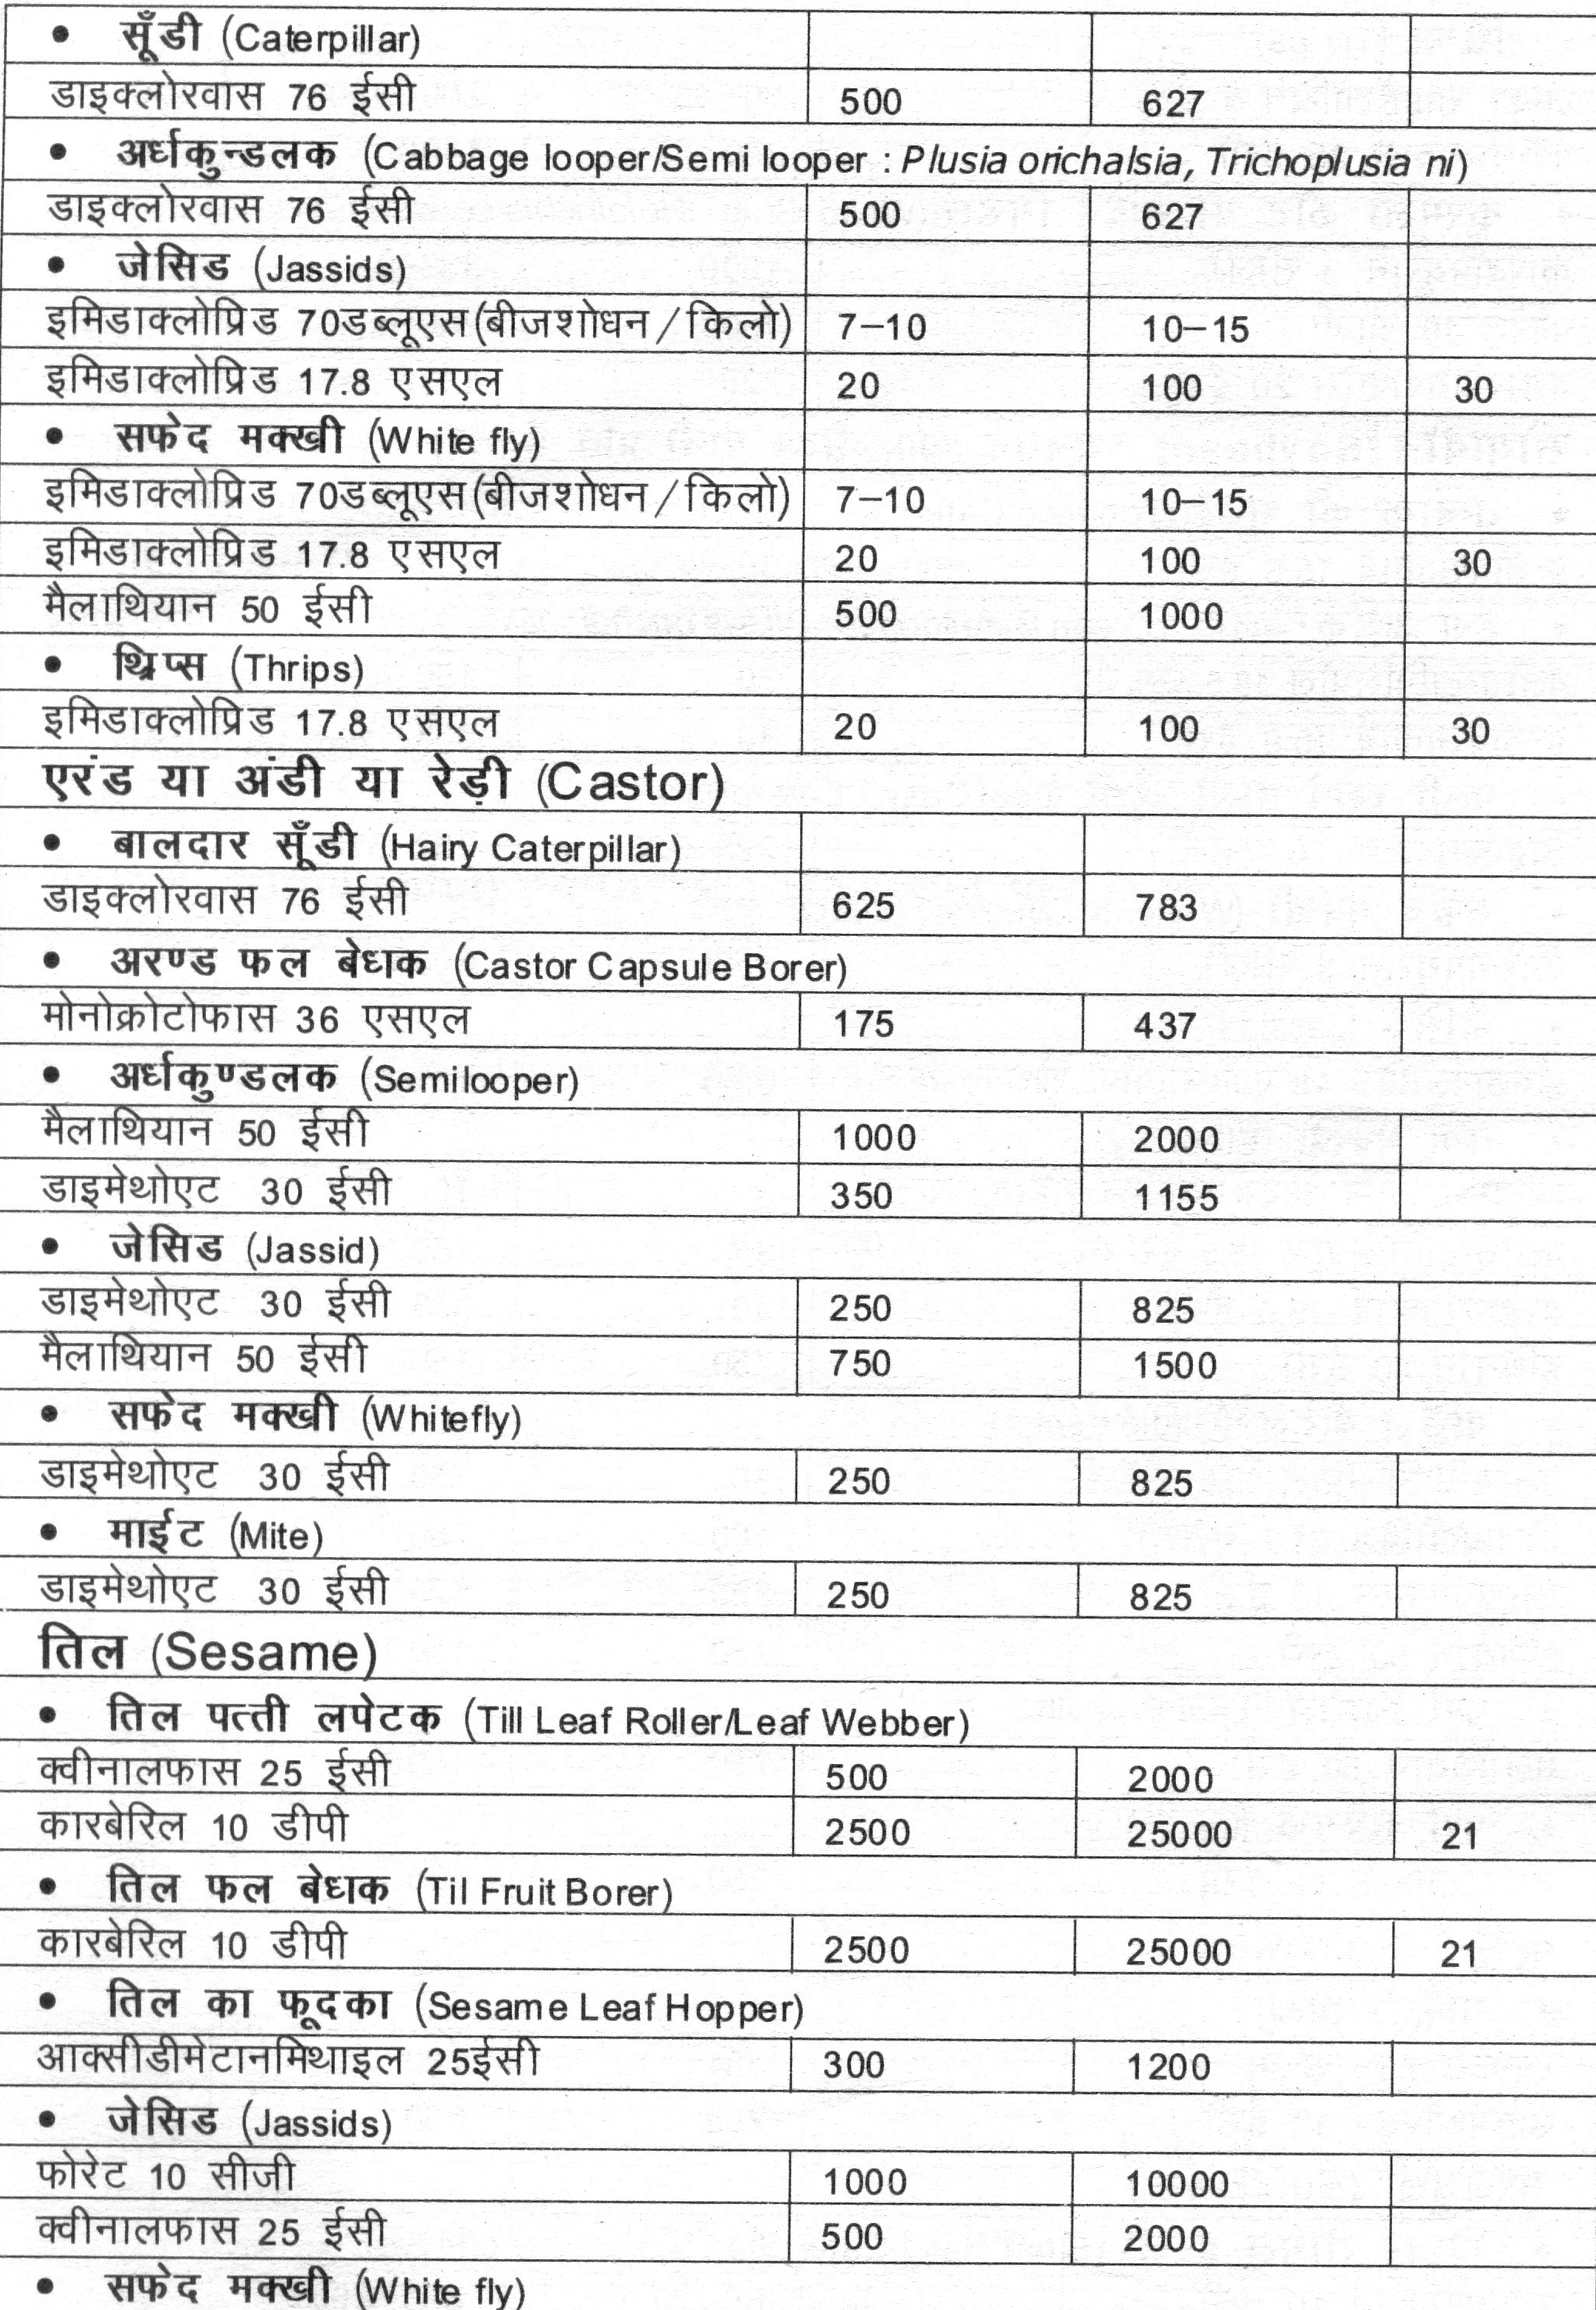 • सूँडी (Caterpillar)
डाइक्लोरवास 76 ईसी 500 627
• अर्धकुन्डलक (Cabbage looper/Semi looper : Plusia orichalsia, Trichoplusia ni)
डाइक्लोरवास 76 ईसी 500 627
• जेसिड (Jassids)
इमिडाक्लोप्रिड 70डब्लूएस(बीजशोधन/किलो) 7–10 10–15
इमिडाक्लोप्रिड 17.8 एसएल 20 100 30
• सफेद मक्खी (White fly)
इमिडाक्लोप्रिड 70डब्लूएस(बीजशोधन/किलो) 7–10 10–15
इमिडाक्लोप्रिड 17.8 एसएल 20 100 30
मैलाथियान 50 ईसी 500 1000
• थ्रिप्स (Thrips)
इमिडाक्लोप्रिड 17.8 एसएल 20 100 30
एरंड या अंडी या रेड़ी (Castor)
• बालदार सूँडी (Hairy Caterpillar)
डाइक्लोरवास 76 ईसी 625 783
• अरण्ड फल बेधक (Castor Capsule Borer)
मोनोक्रोटोफास 36 एसएल 175 437
• अर्धकुण्डलक (Semilooper)
मैलाथियान 50 ईसी 1000 2000
डाइमेथोएट 30 ईसी 350 1155
• जेसिड (Jassid)
डाइमेथोएट 30 ईसी 250 825
मैलाथियान 50 ईसी 750 1500
• सफेद मक्खी (Whitefly)
डाइमेथोएट 30 ईसी 250 825
• माईट (Mite)
डाइमेथोएट 30 ईसी 250 825
तिल (Sesame)
• तिल पत्ती लपेटक (Till Leaf Roller/Leaf Webber)
क्वीनालफास 25 ईसी 500 2000
कारबेरिल 10 डीपी 2500 25000 21
• तिल फल बेधक (Til Fruit Borer)
कारबेरिल 10 डीपी 2500 25000 21
• तिल का फूदका (Sesame Leaf Hopper)
आक्सीडीमेटानमिथाइल 25ईसी 300 1200
• जेसिड (Jassids)
फोरेट 10 सीजी 1000 10000
क्वीनालफास 25 ईसी 500 2000
• सफेद मक्खी (White fly)